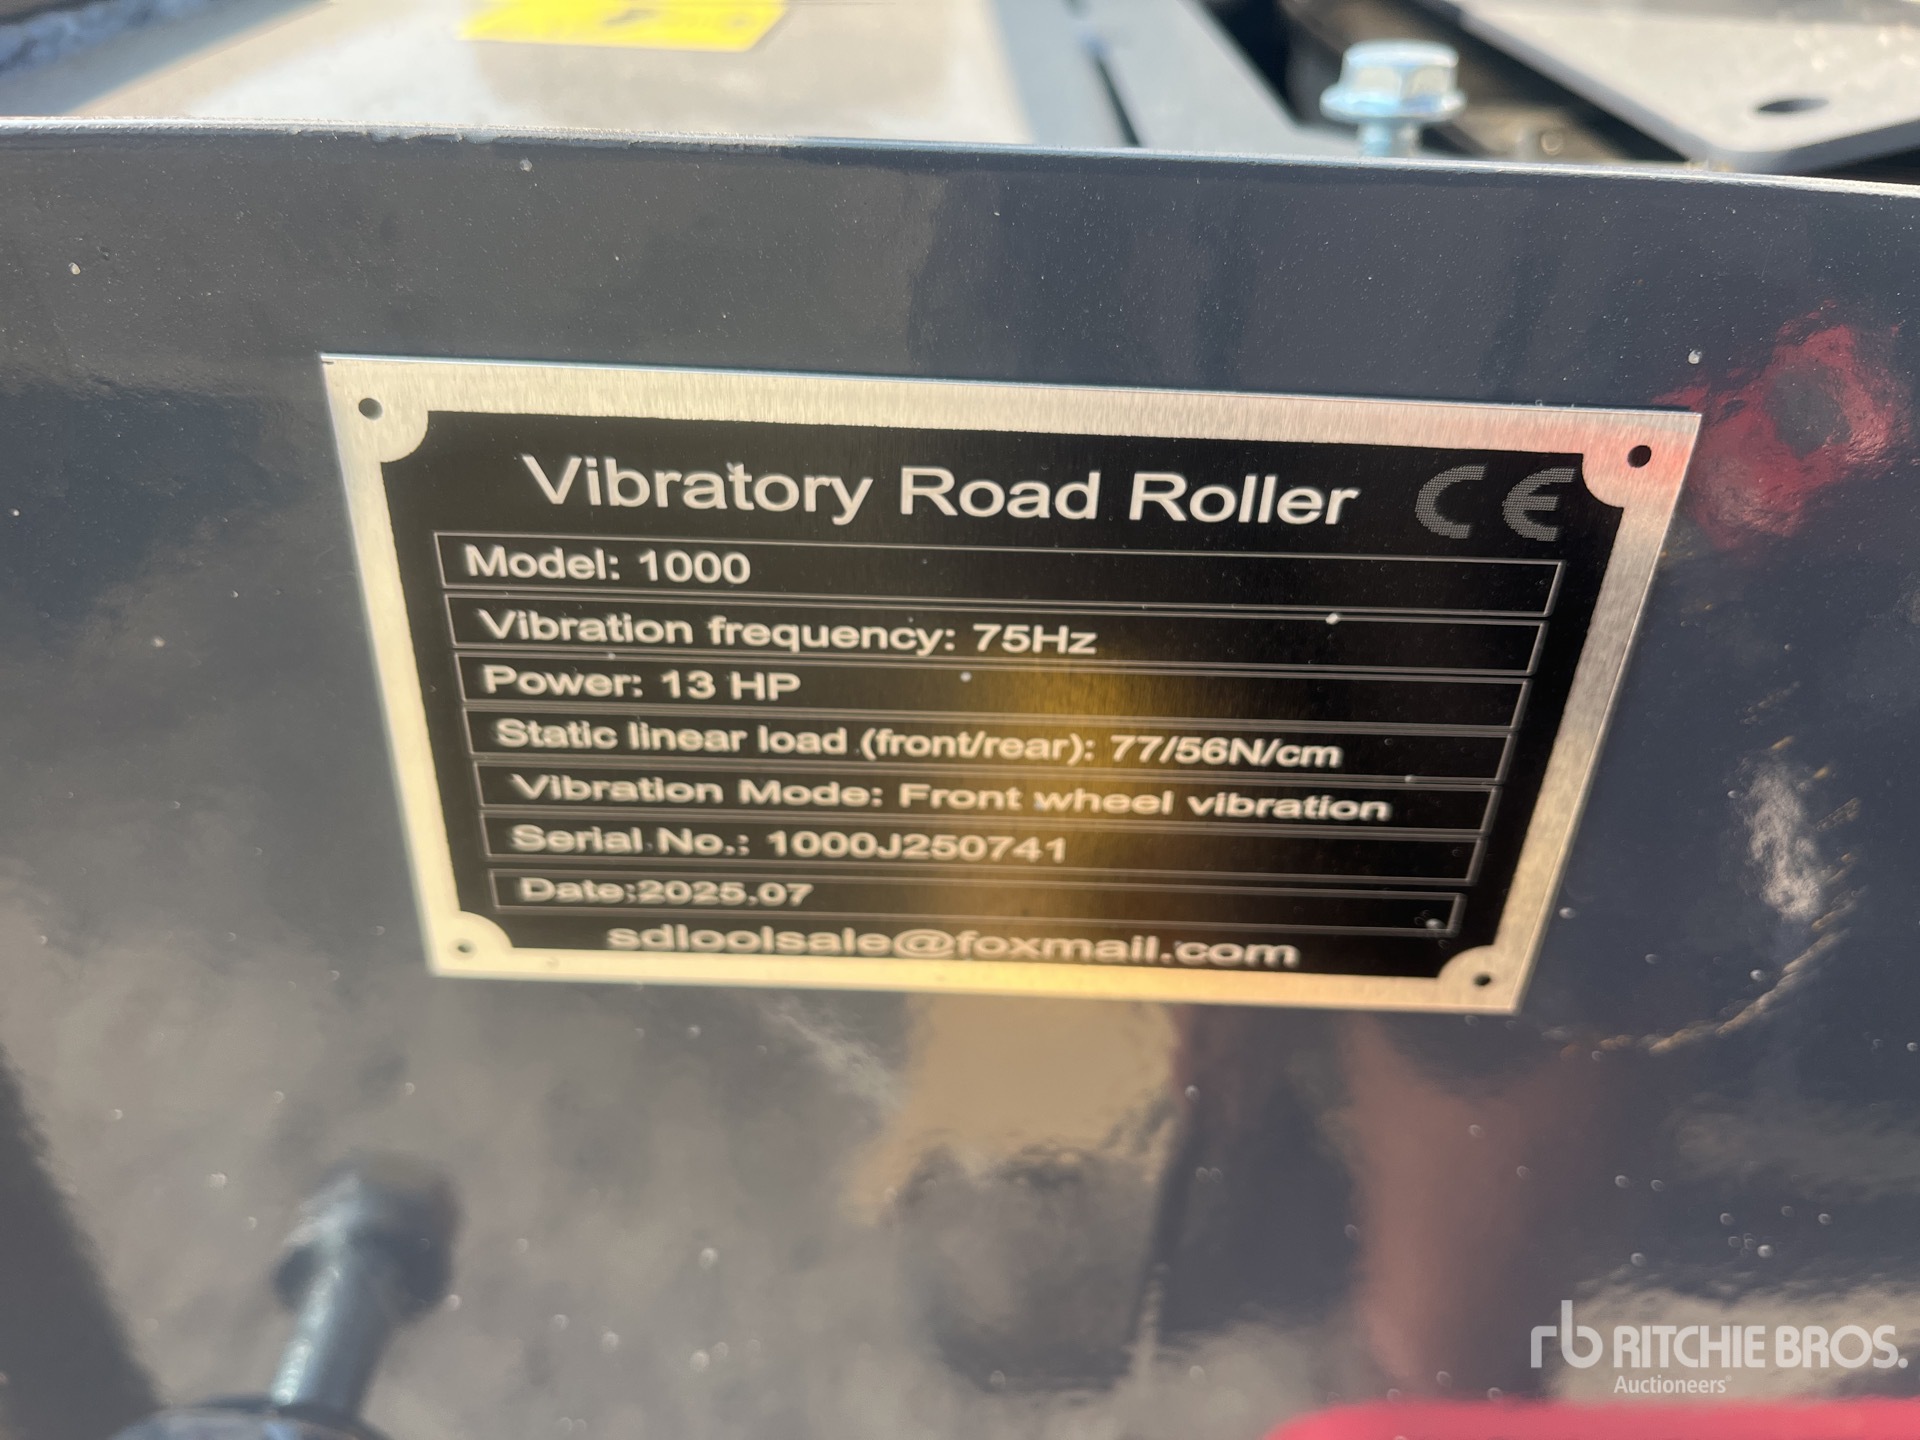 Vibratory Road Roller CE
Model: 1000
Vibration frequency: 75Hz
Power: 13 HP
Static linear load (front/rear): 77/56N/cm
Vibration Mode: Front wheel vibration
Serial No.: 1000J250741
Date:2025.07
sdloolsale@foxmail.com
rb RITCHIE BROS.
Auctioneers